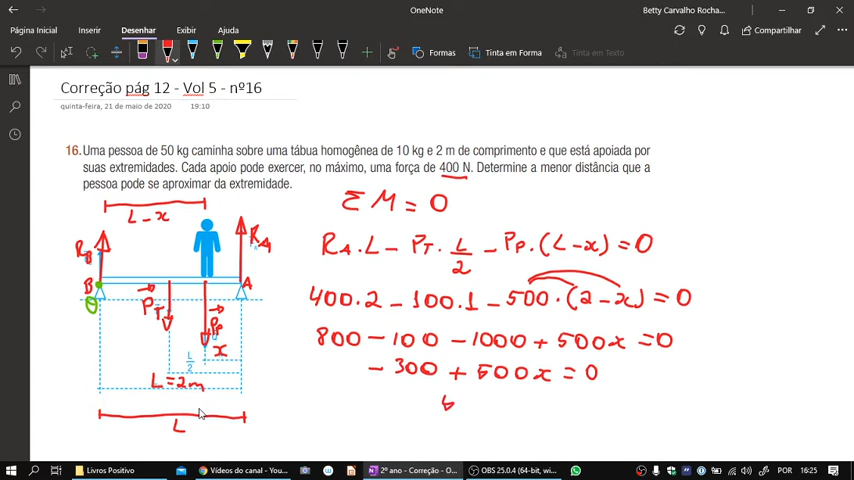 OneNote
Betty Carvalho Rocha...
Página Inicial Inserir Desenhar Exibir Ajuda
Compartilhar
Formas Tinta em Forma Tinta em Texto
Correção pág 12 - Vol 5 - nº16
quinta-feira, 21 de maio de 2020 19:10
16. Uma pessoa de 50 kg caminha sobre uma tábua homogênea de 10 kg e 2 m de comprimento e que está apoiada por
suas extremidades. Cada apoio pode exercer, no máximo, uma força de 400 N. Determine a menor distância que a
pessoa pode se aproximar da extremidade.
L - x
RB
RA
B
A
PT
PP
x
L/2
L = 2m
L
Σ M = 0
RA . L - PT . L/2 - PP . (L - x) = 0
400 . 2 - 100 . 1 - 500 . (2 - x) = 0
800 - 100 - 1000 + 500x = 0
- 300 + 500x = 0
Livros Positivo
Vídeos do canal - You...
2º ano - Correção - O...
OBS 25.0.4 (64-bit, wi...
POR 16:25